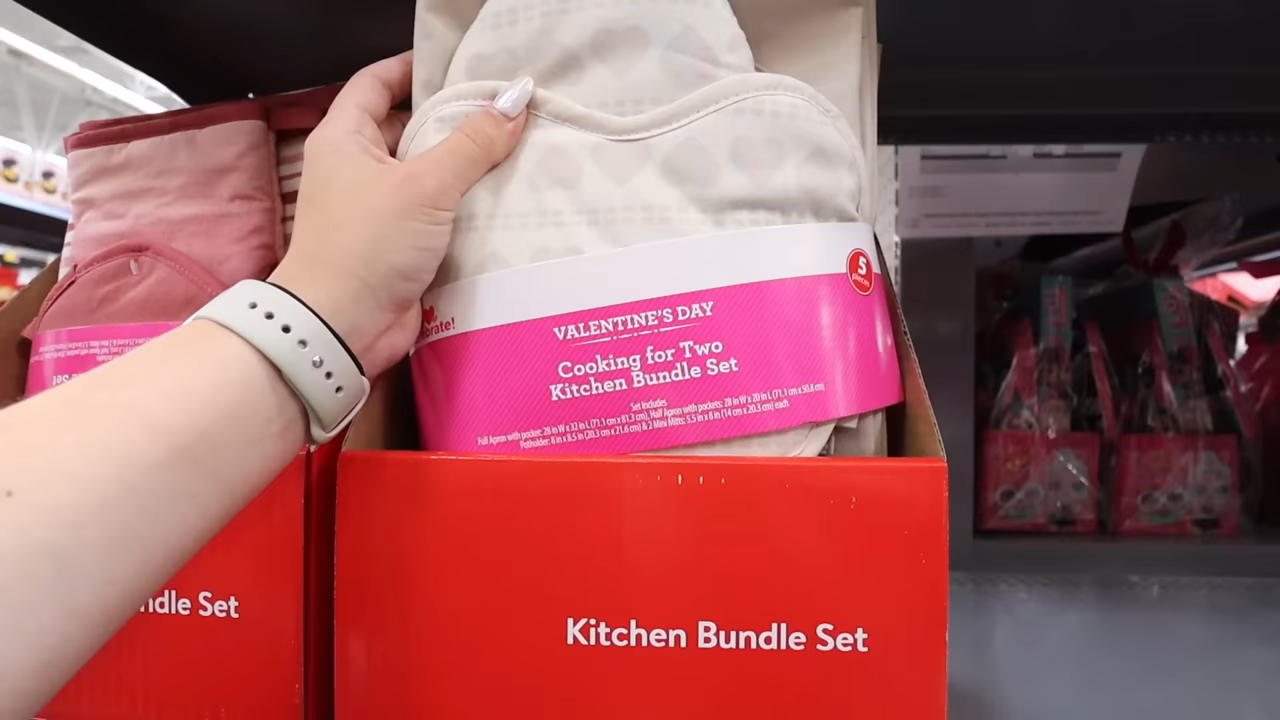 5
pieces
brate!
VALENTINE'S DAY
Cooking for Two
Kitchen Bundle Set
Set Includes
Full Apron with pocket: 28 in W x 32 in L (71.1 cm x 81.3 cm), Half Apron with pockets: 28 in W x 20 in L (71.1 cm x 50.8 cm)
Potholder: 8 in x 8.5 in (20.3 cm x 21.6 cm) & 2 Mini Mitts: 5.5 in x 8 in (14 cm x 20.3 cm) each
Set
ndle Set
Kitchen Bundle Set